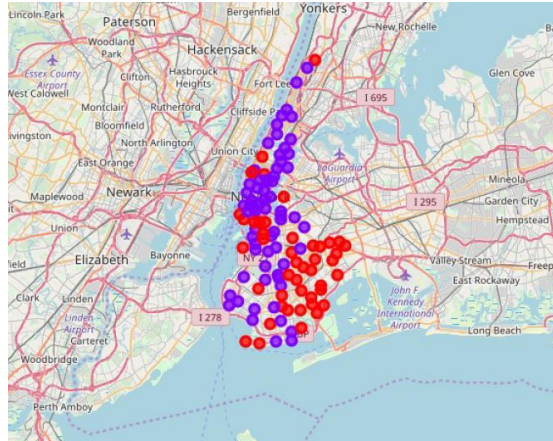 Lincoln Park
Paterson
Bergenfield
Yonkers
New
Woodland
Park
Hackensack
Essex County
Airport
Clifton
Hasbrouck
Heights
Fort Lee
Glen Cove
West Caldwell
I 695
Montclair
Rutherford
Cliffside
Livingston
Bloomfield
North Arlington
Union City
East Orange
LaGuardia
Airport
Maplewood
Newark
Mineola
Union
I 295
Garden City
Hempstead
Elizabeth
Bayonne
NY 2
Valley Stream
Freep
East Rockaway
Clark
Linden
John F
Kennedy
International
Airport
Linden
Airport
I 278
Carteret
Long Beach
Woodbridge
Perth Amboy